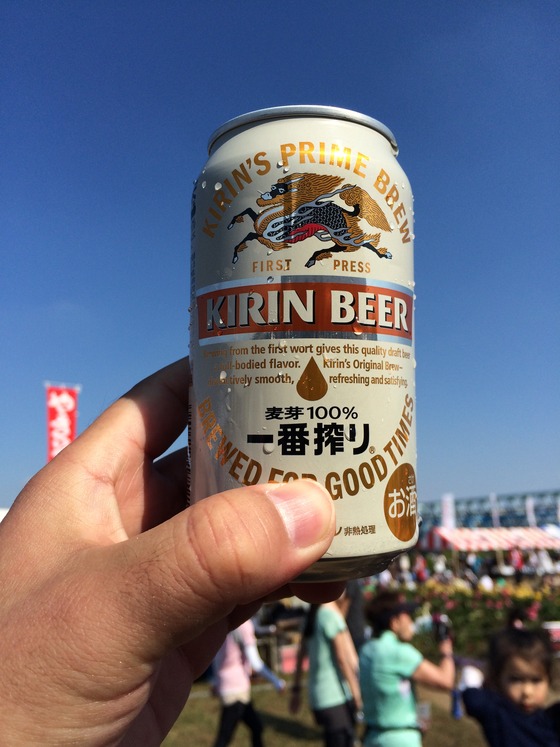 KIRIN'S PRIME BREW
FIRST PRESS
KIRIN BEER
from the first wort gives this quality draft beer
-bodied flavor. Kirin's Original Brew—
smooth, refreshing and satisfying.
麦芽100%
一番搾り®
BREWED FOR GOOD TIMES
お酒
非熱処理